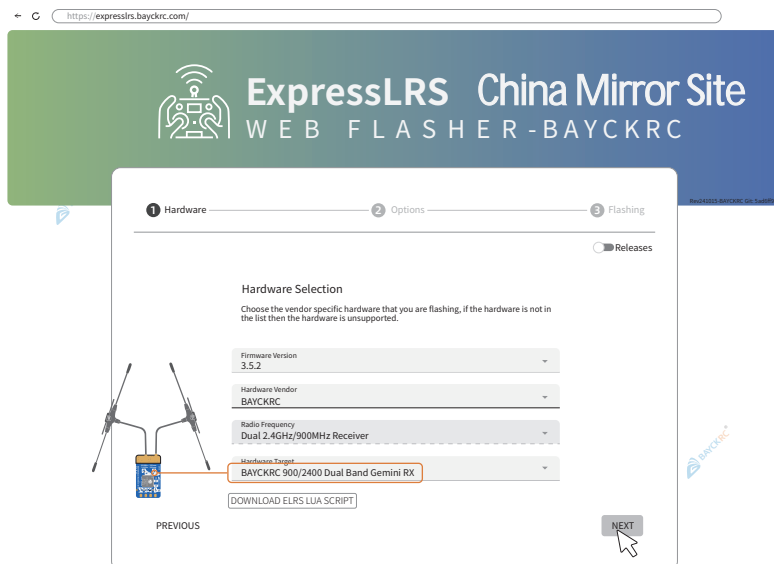 https://expresslrs.bayckrc.com/
ExpressLRS China Mirror Site
WEB FLASHER-BAYCKRC
1 Hardware
2 Options
3 Flashing
Releases
Hardware Selection
Choose the vendor specific hardware that you are flashing, if the hardware is not in
the list then the hardware is unsupported.
Firmware Version
3.5.2
Hardware Vendor
BAYCKRC
Radio Frequency
Dual 2.4GHz/900MHz Receiver
Hardware Target
BAYCKRC 900/2400 Dual Band Gemini RX
DOWNLOAD ELRS LUA SCRIPT
PREVIOUS
NEXT
BAYCKRC